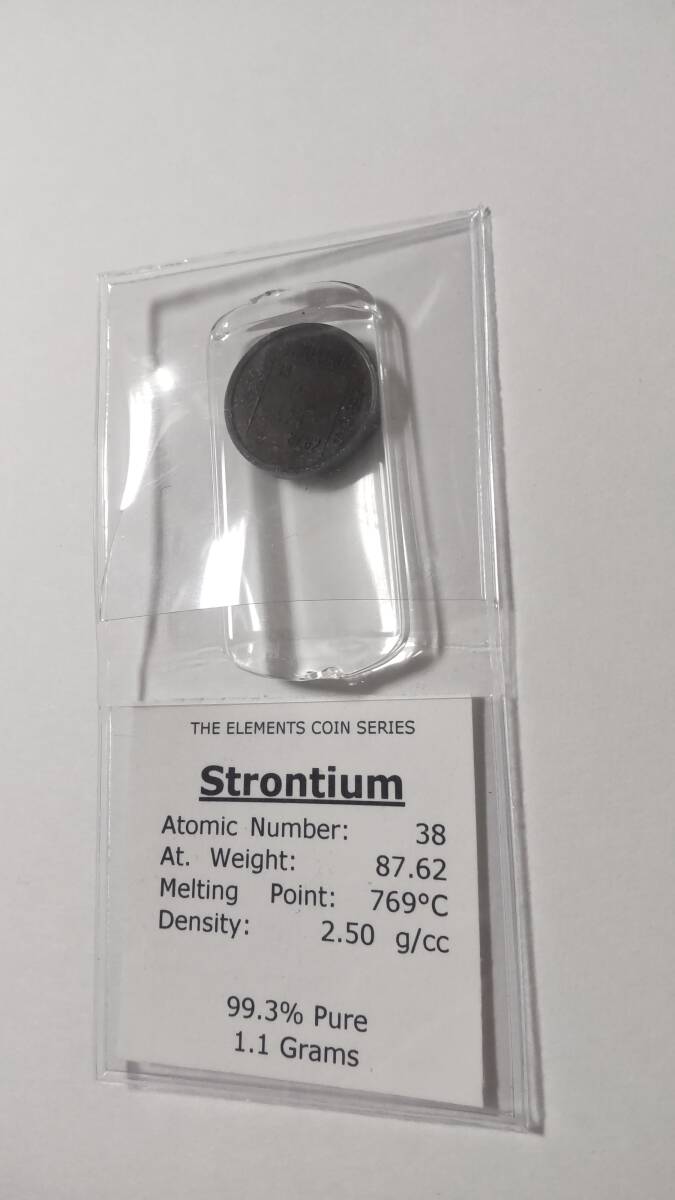 THE ELEMENTS COIN SERIES
Strontium
Atomic Number: 38
At. Weight: 87.62
Melting Point: 769°C
Density: 2.50 g/cc
99.3% Pure
1.1 Grams